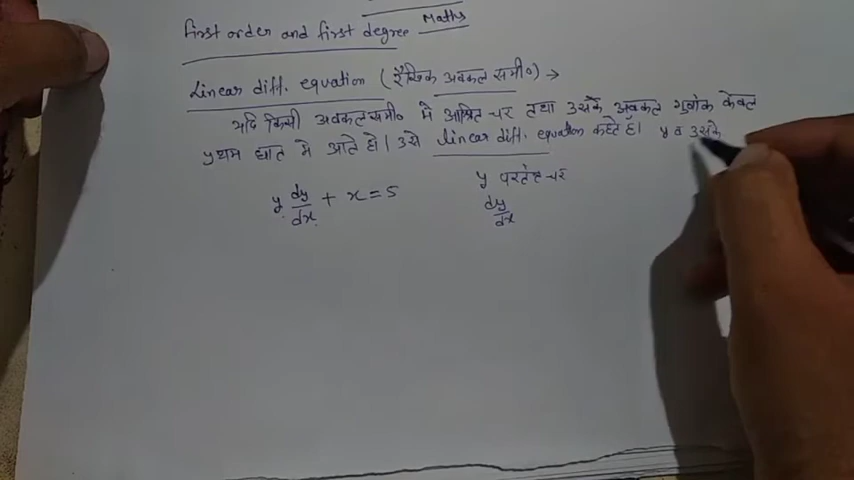 Maths
First order and first degree
Linear diff. equation (रैखिक अवकल समी०) →
यदि किसी अवकल समी० मे आश्रित चर तथा उसके अवकल गुणांक केवल
प्रथम घात मे आते हो। उसे linear diff. equation कहते है। y व उसके
y dy/dx + x = 5
y परतंत्र चर
dy/dx